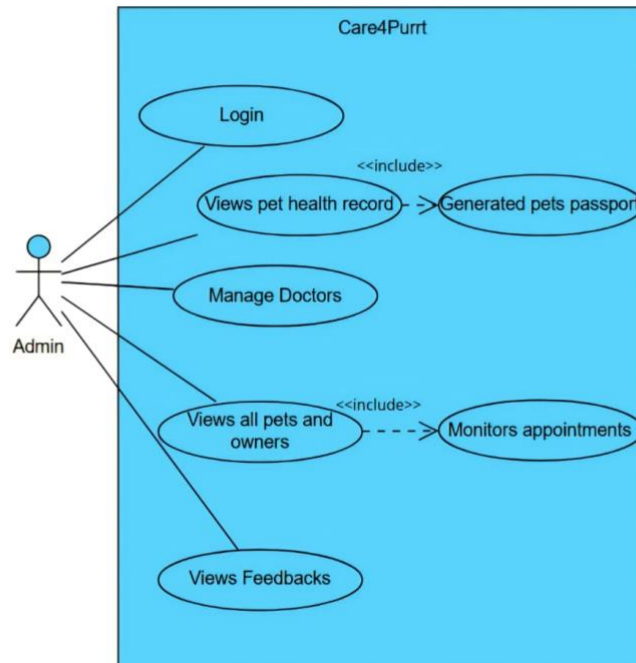 Care4Purrt
Login
<<include>>
Views pet health record
Generated pets passport
Manage Doctors
Admin
<<include>>
Views all pets and
owners
Monitors appointments
Views Feedbacks